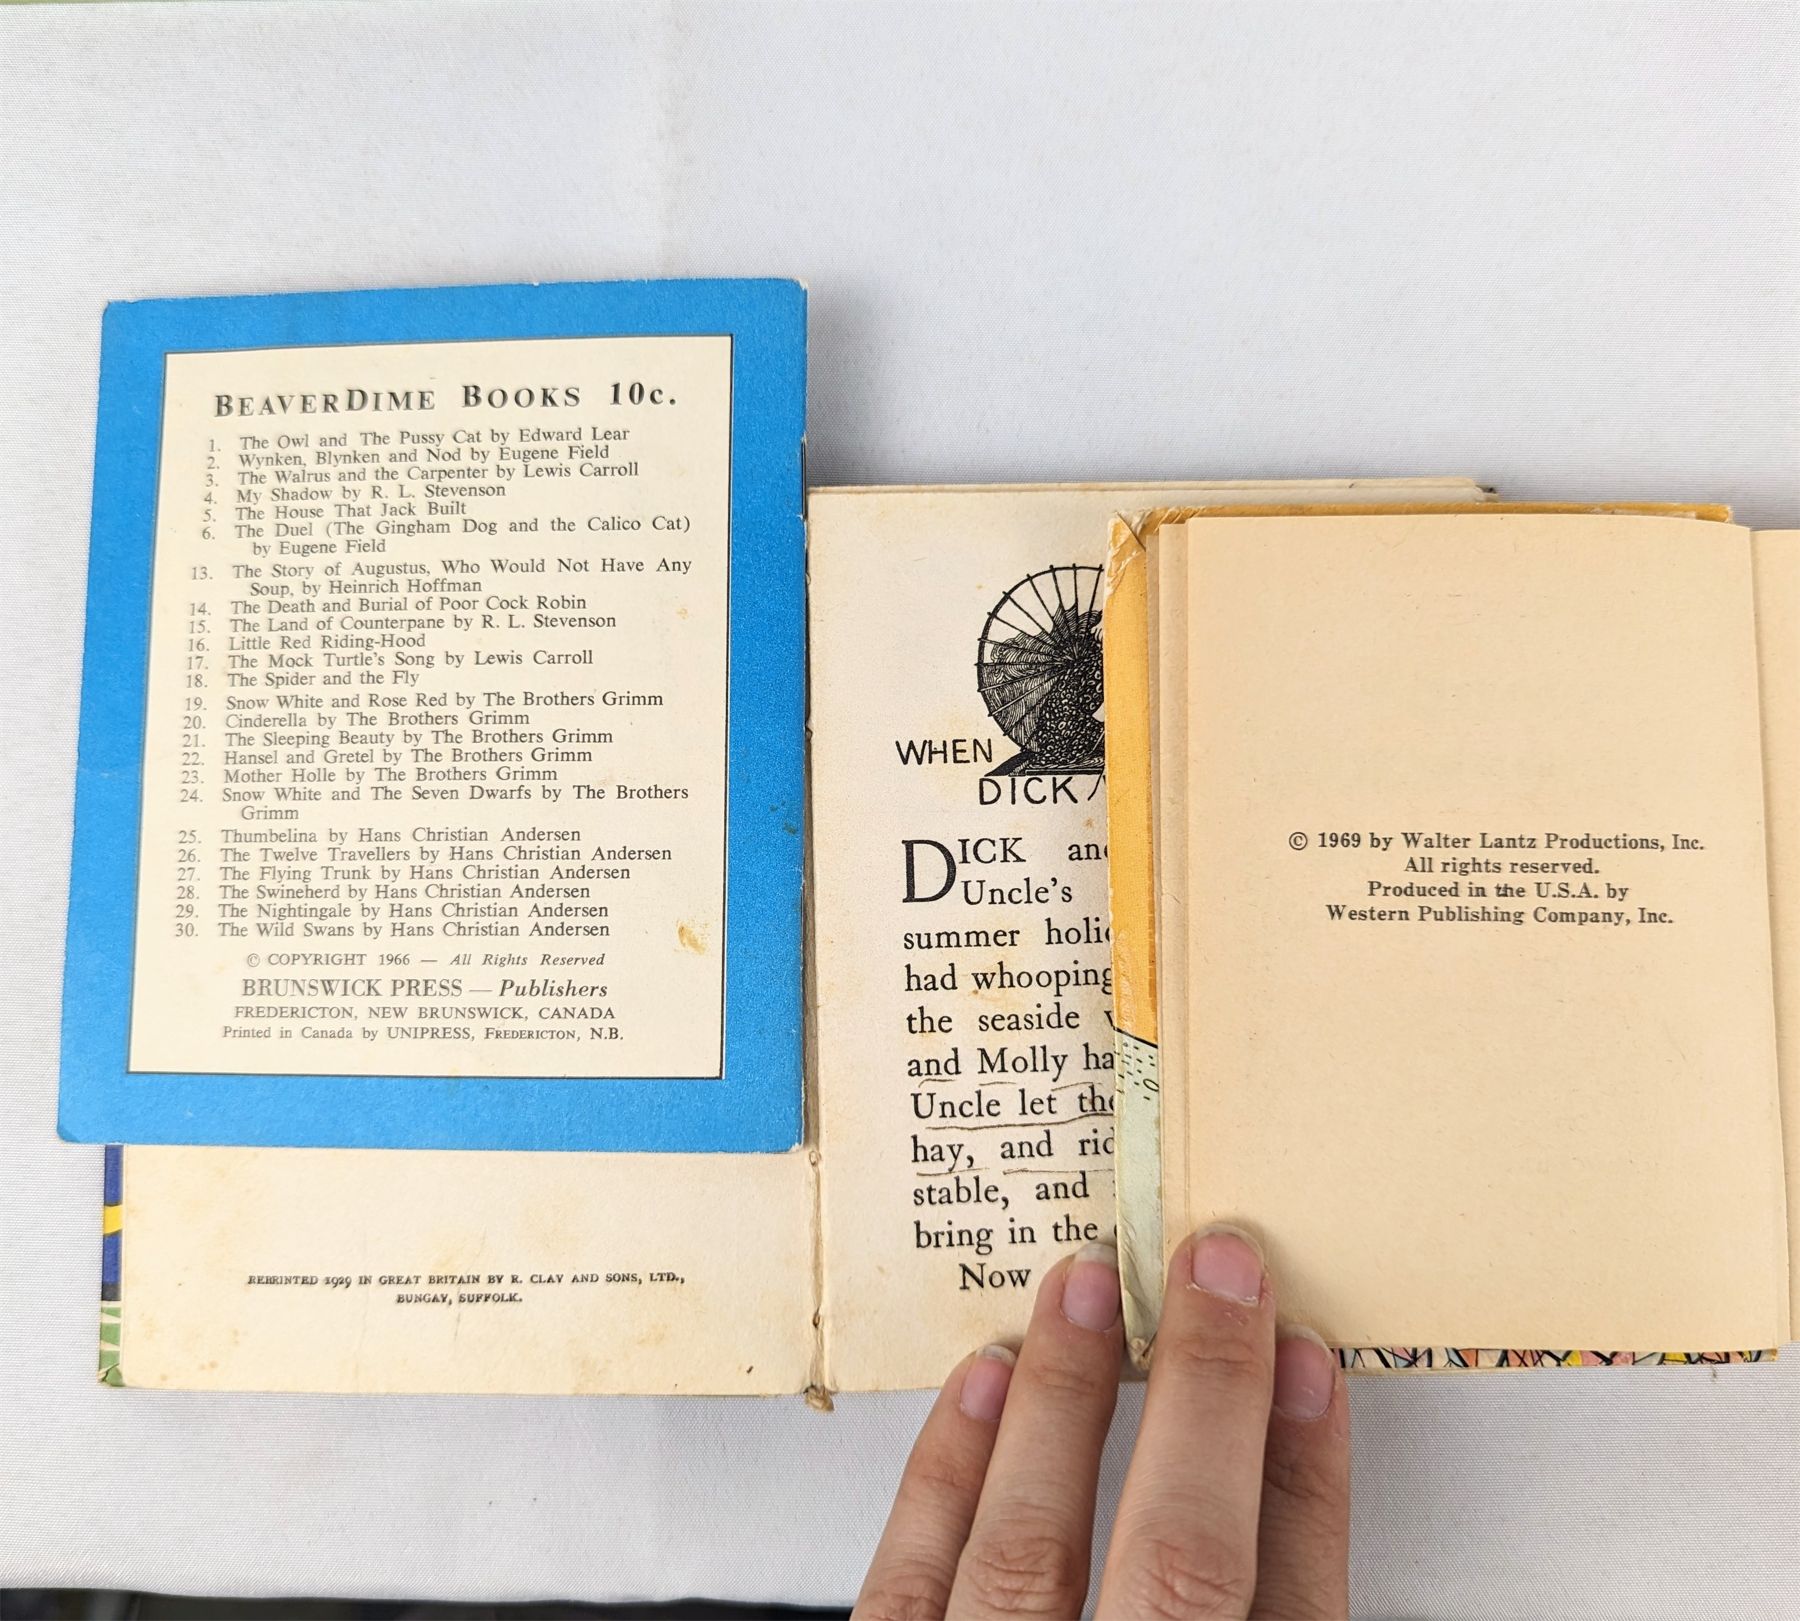 BEAVERDIME BOOKS 10c.
1. The Owl and The Pussy Cat by Edward Lear
2. Wynken, Blynken and Nod by Eugene Field
3. The Walrus and the Carpenter by Lewis Carroll
4. My Shadow by R. L. Stevenson
5. The House That Jack Built
6. The Duel (The Gingham Dog and the Calico Cat)
by Eugene Field
13. The Story of Augustus, Who Would Not Have Any
Soup, by Heinrich Hoffman
14. The Death and Burial of Poor Cock Robin
15. The Land of Counterpane by R. L. Stevenson
16. Little Red Riding-Hood
17. The Mock Turtle's Song by Lewis Carroll
18. The Spider and the Fly
19. Snow White and Rose Red by The Brothers Grimm
20. Cinderella by The Brothers Grimm
21. The Sleeping Beauty by The Brothers Grimm
22. Hansel and Gretel by The Brothers Grimm
23. Mother Holle by The Brothers Grimm
24. Snow White and The Seven Dwarfs by The Brothers
Grimm
25. Thumbelina by Hans Christian Andersen
26. The Twelve Travellers by Hans Christian Andersen
27. The Flying Trunk by Hans Christian Andersen
28. The Swineherd by Hans Christian Andersen
29. The Nightingale by Hans Christian Andersen
30. The Wild Swans by Hans Christian Andersen
© COPYRIGHT 1966 — All Rights Reserved
BRUNSWICK PRESS — Publishers
FREDERICTON, NEW BRUNSWICK, CANADA
Printed in Canada by UNIPRESS, FREDERICTON, N.B.
REPRINTED 1929 IN GREAT BRITAIN BY R. CLAY AND SONS, LTD.,
BUNGAY, SUFFOLK.
WHEN
DICK
DICK
Uncle's
summer
had whooping
the seaside
and Molly
Uncle let
hay, and
stable, and
bring in the
Now
© 1969 by Walter Lantz Productions, Inc.
All rights reserved.
Produced in the U.S.A. by
Western Publishing Company, Inc.